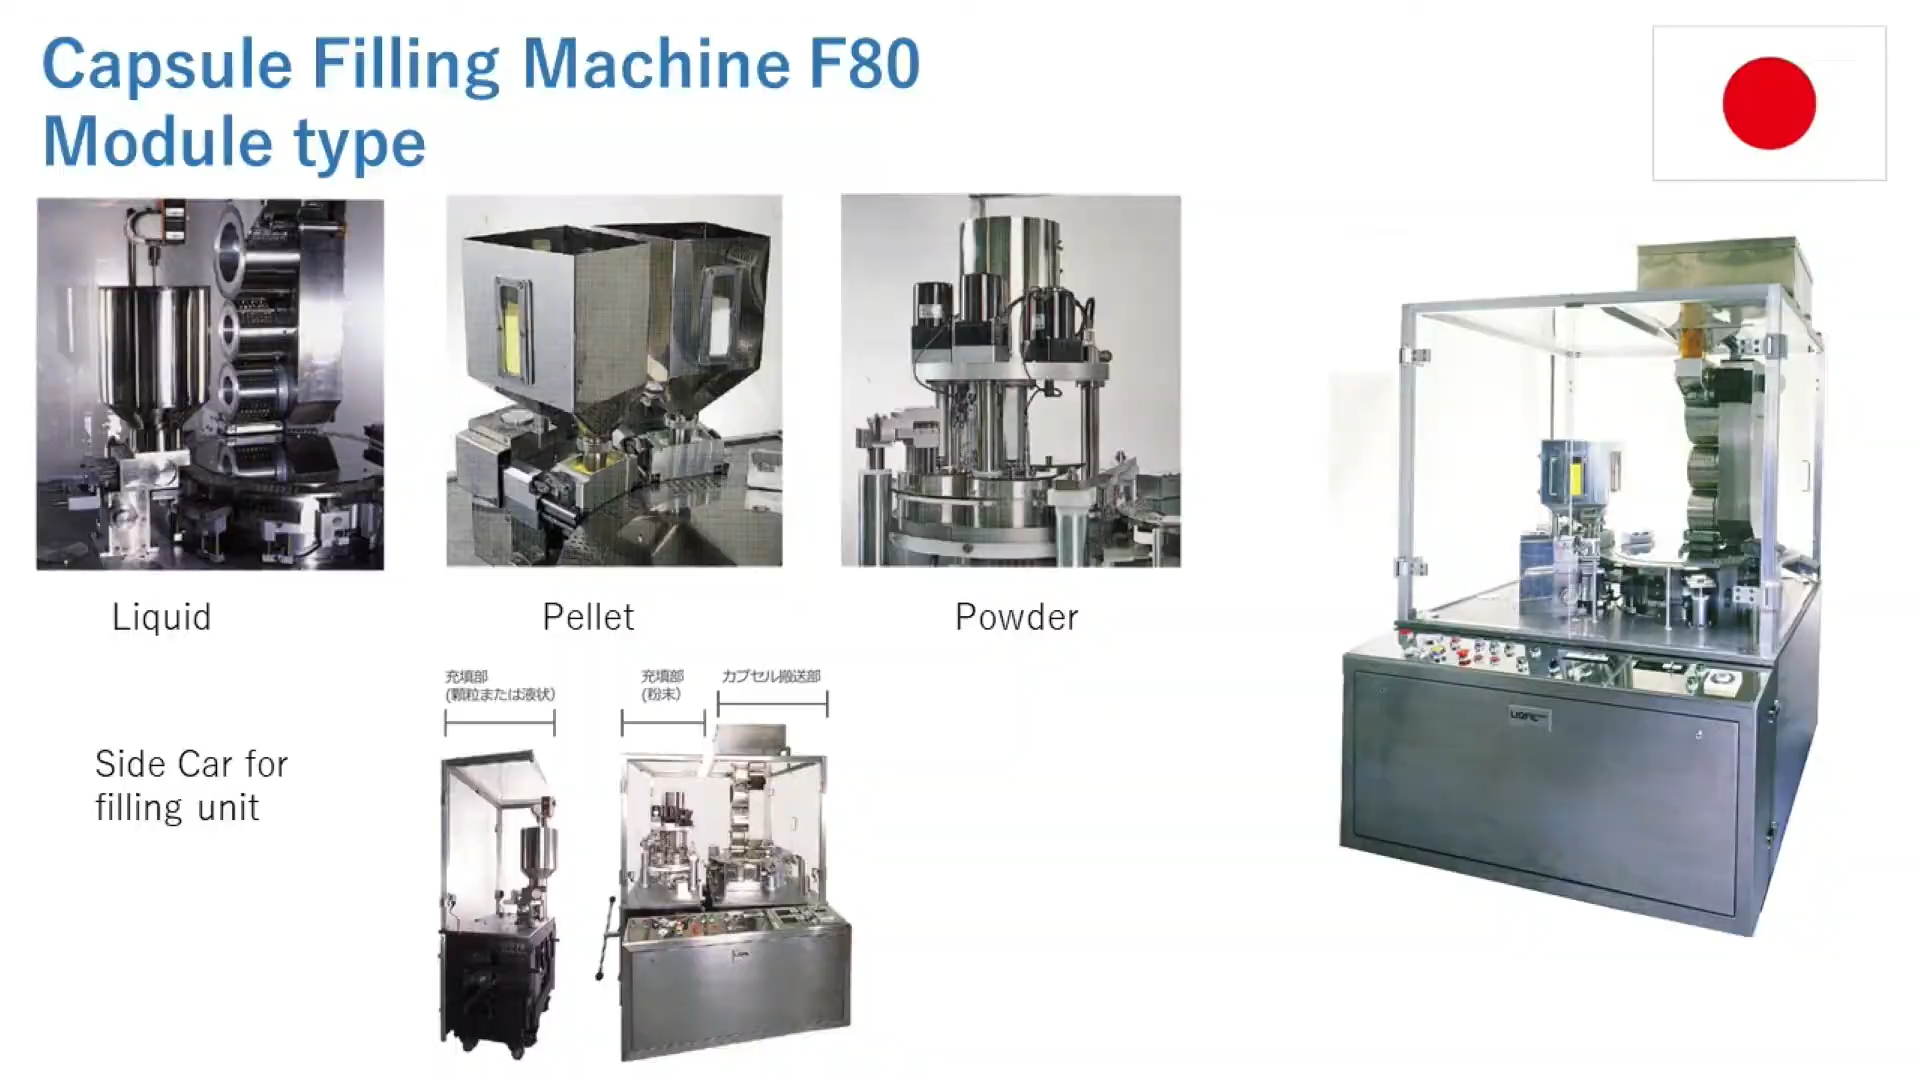 Capsule Filling Machine F80
Module type
Liquid
Pellet
Powder
充填部
(顆粒または液状)
充填部
(粉末)
カプセル搬送部
Side Car for
filling unit